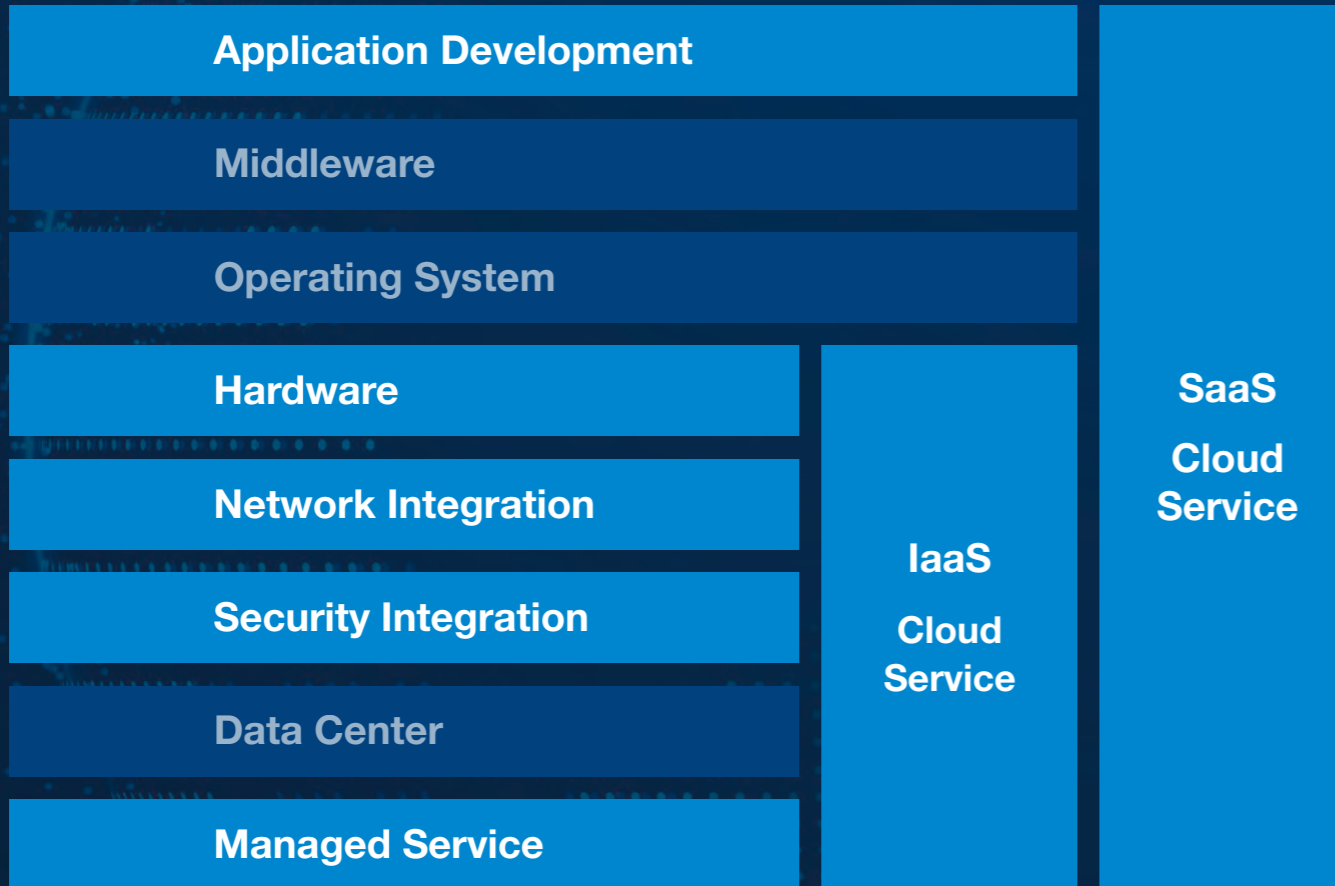 Application Development
Middleware
Operating System
Hardware
Network Integration
Security Integration
Data Center
Managed Service
IaaS
Cloud
Service
SaaS
Cloud
Service